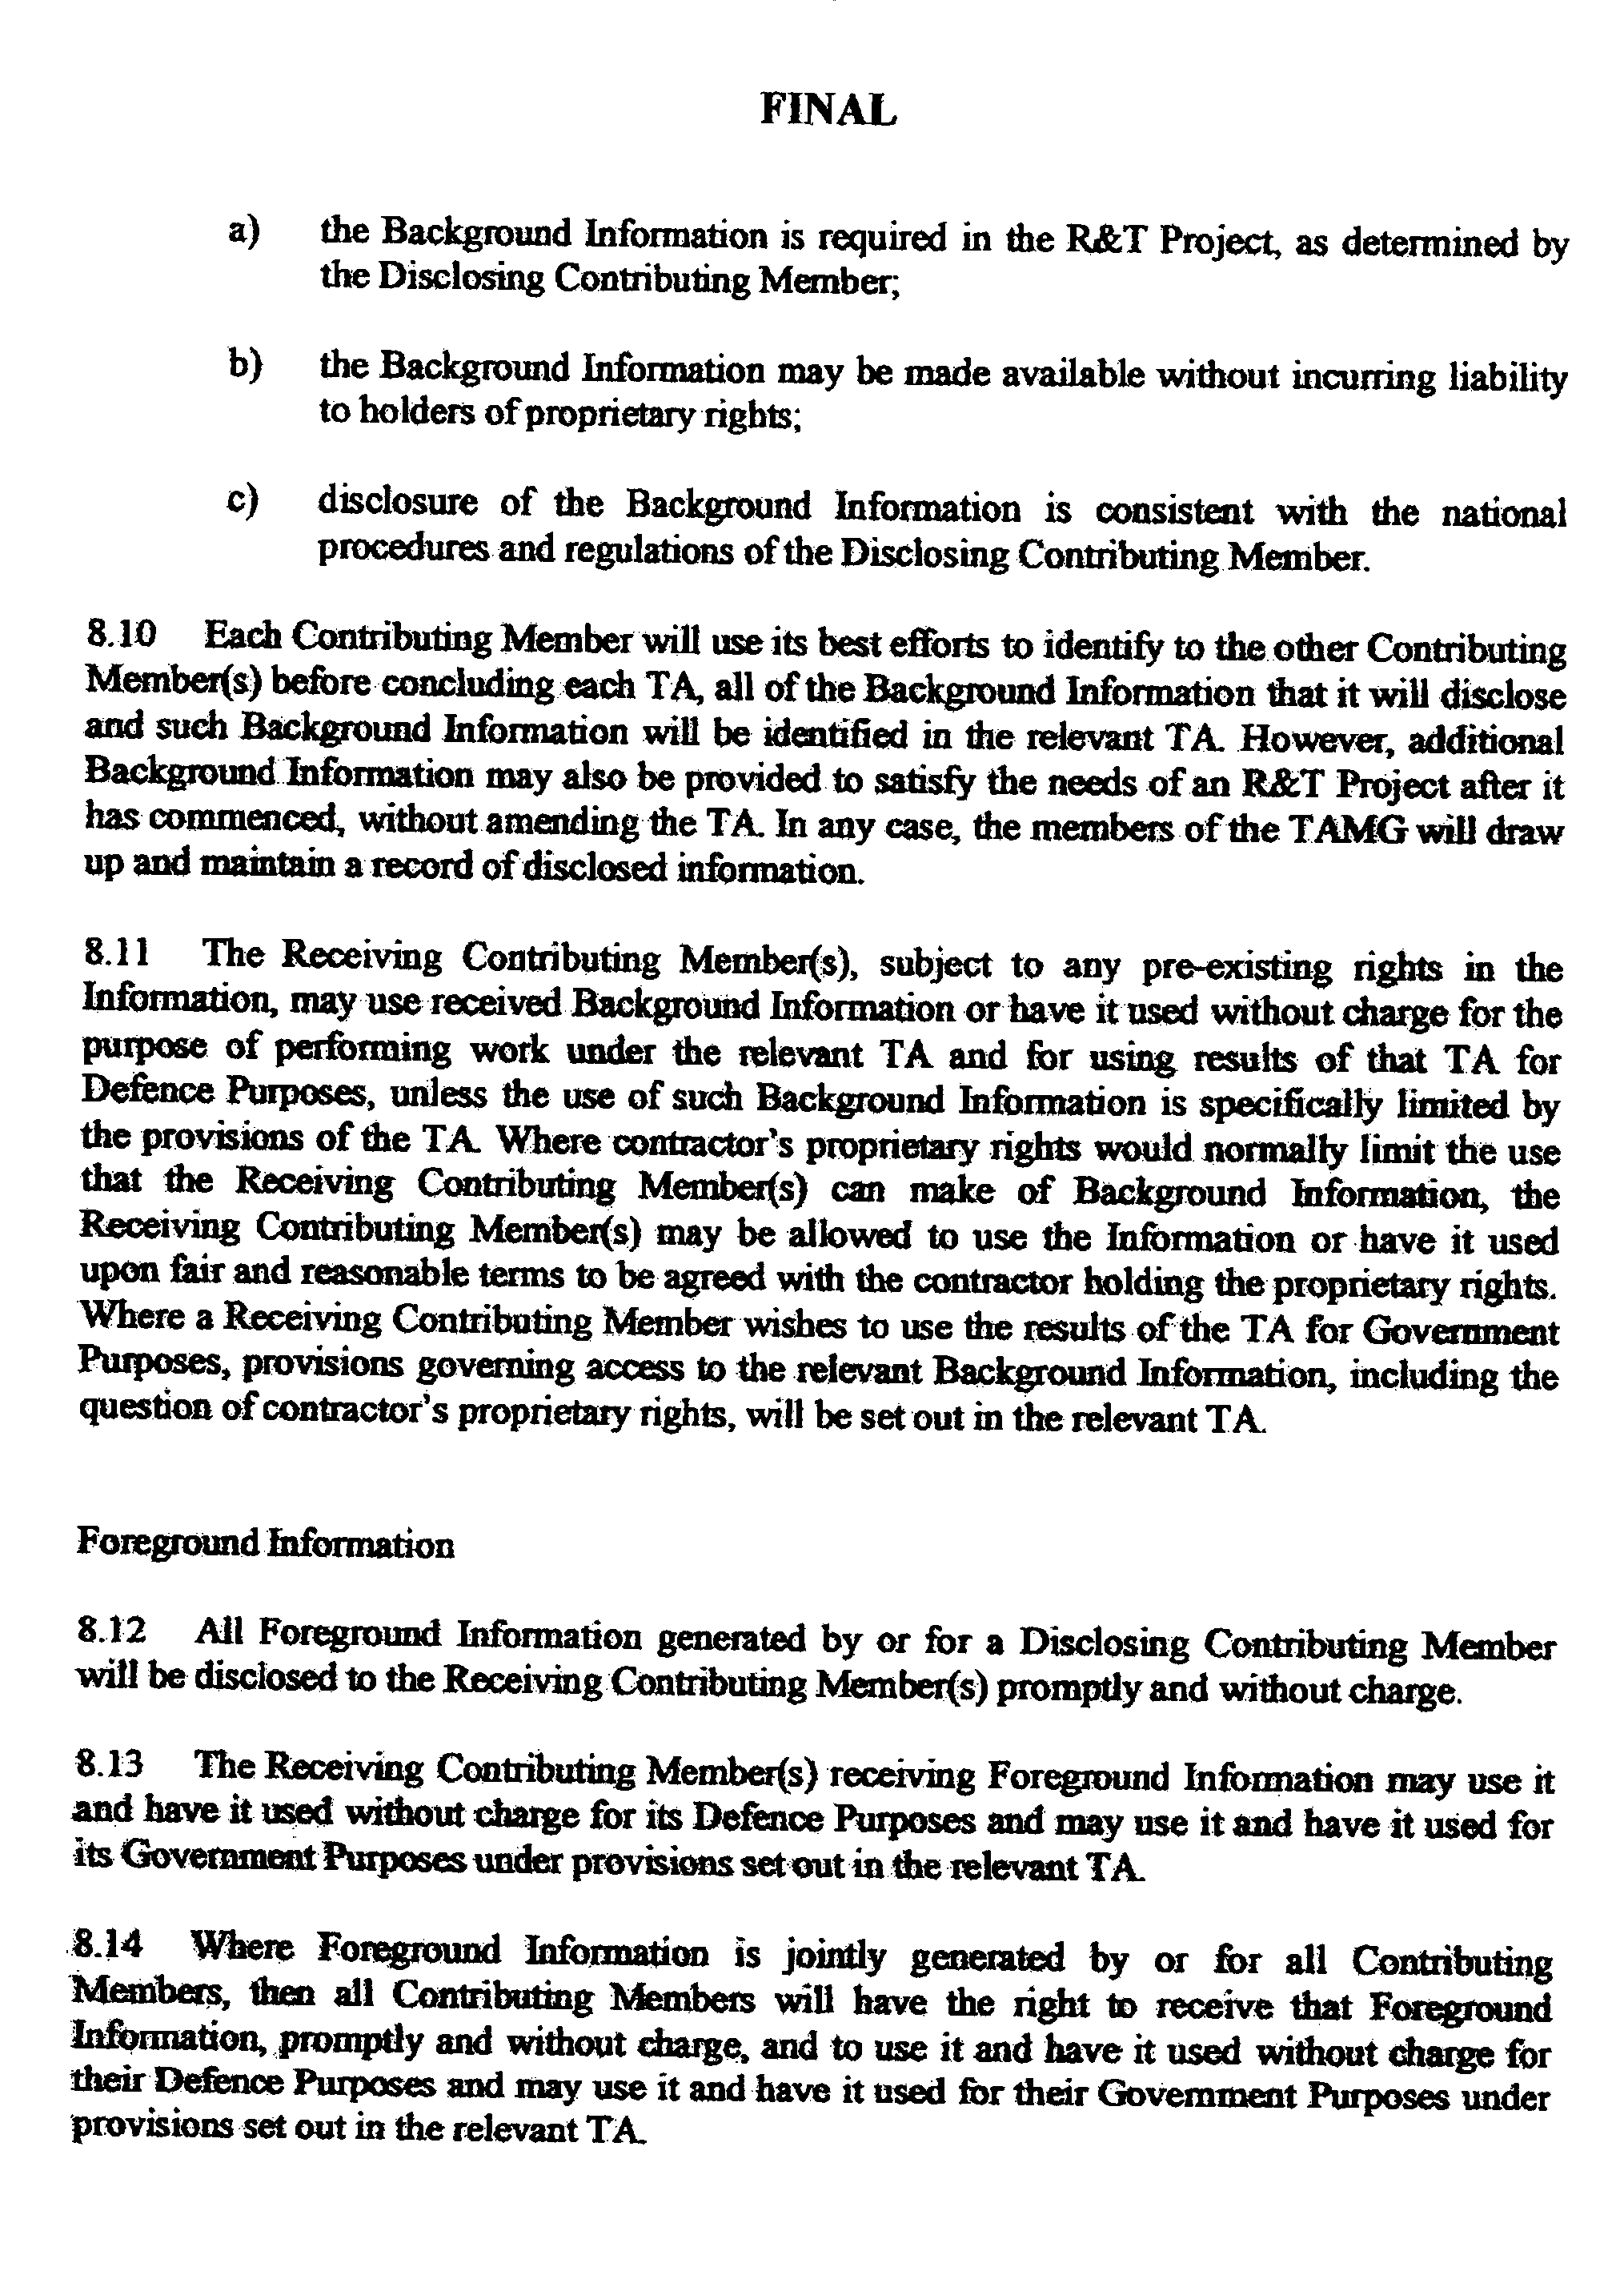 FINAL
a) the Background Information is required in the R&T Project, as determined by
the Disclosing Contributing Member;
b) the Background Information may be made available without incurring liability
to holders of proprietary rights;
c) disclosure of the Background Information is consistent with the national
procedures and regulations of the Disclosing Contributing Member.
8.10 Each Contributing Member will use its best efforts to identify to the other Contributing
Member(s) before concluding each TA, all of the Background Information that it will disclose
and such Background Information will be identified in the relevant TA. However, additional
Background Information may also be provided to satisfy the needs of an R&T Project after it
has commenced, without amending the TA. In any case, the members of the TAMG will draw
up and maintain a record of disclosed information.
8.11 The Receiving Contributing Member(s), subject to any pre-existing rights in the
Information, may use received Background Information or have it used without charge for the
purpose of performing work under the relevant TA and for using results of that TA for
Defence Purposes, unless the use of such Background Information is specifically limited by
the provisions of the TA. Where contractor's proprietary rights would normally limit the use
that the Receiving Contributing Member(s) can make of Background Information, the
Receiving Contributing Member(s) may be allowed to use the Information or have it used
upon fair and reasonable terms to be agreed with the contractor holding the proprietary rights.
Where a Receiving Contributing Member wishes to use the results of the TA for Government
Purposes, provisions governing access to the relevant Background Information, including the
question of contractor's proprietary rights, will be set out in the relevant TA.
Foreground Information
8.12 All Foreground Information generated by or for a Disclosing Contributing Member
will be disclosed to the Receiving Contributing Member(s) promptly and without charge.
8.13 The Receiving Contributing Member(s) receiving Foreground Information may use it
and have it used without charge for its Defence Purposes and may use it and have it used for
its Government Purposes under provisions set out in the relevant TA.
8.14 Where Foreground Information is jointly generated by or for all Contributing
Members, then all Contributing Members will have the right to receive that Foreground
Information, promptly and without charge, and to use it and have it used without charge for
their Defence Purposes and may use it and have it used for their Government Purposes under
provisions set out in the relevant TA.